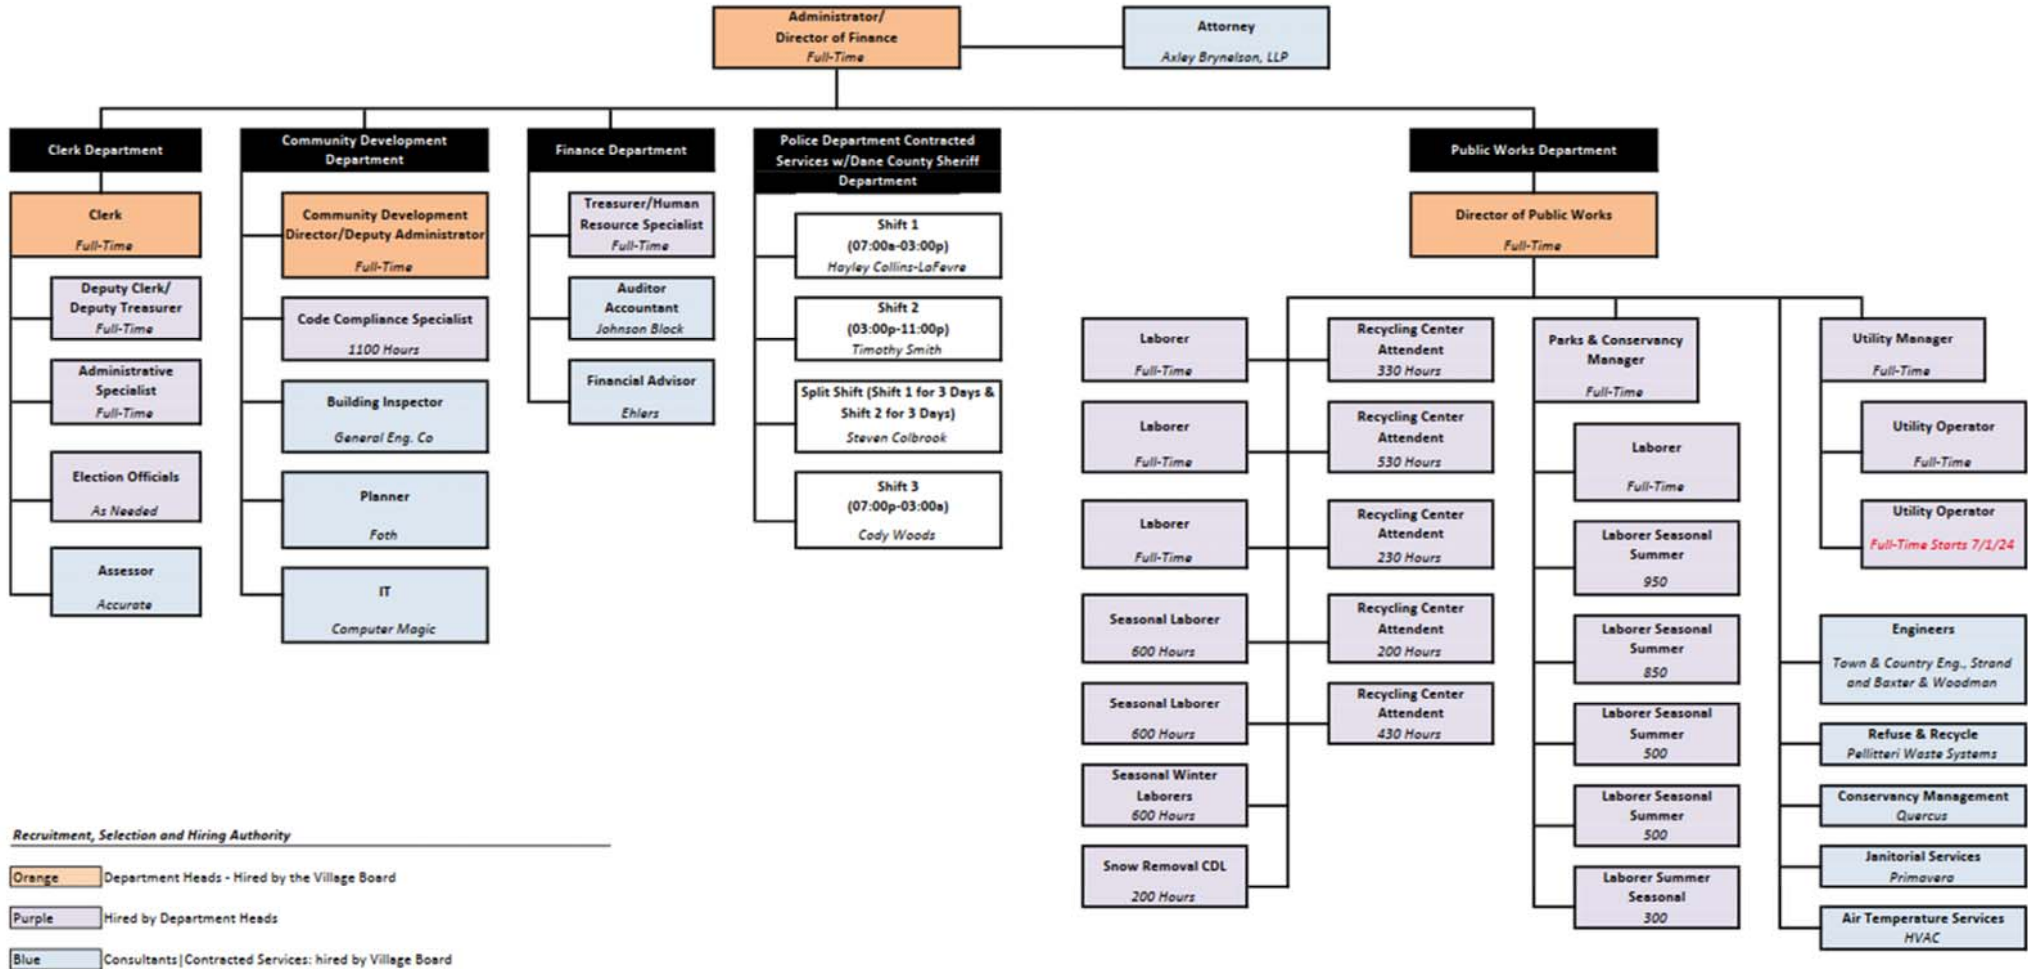 Administrator/
Director of Finance
Full-Time
Attorney
Axley Brynelson, LLP
Clerk Department
Clerk
Full-Time
Deputy Clerk/
Deputy Treasurer
Full-Time
Administrative
Specialist
Full-Time
Election Officials
As Needed
Assessor
Accurate
Community Development
Department
Community Development
Director/Deputy Administrator
Full-Time
Code Compliance Specialist
1100 Hours
Building Inspector
General Eng. Co
Planner
Foth
IT
Computer Magic
Finance Department
Treasurer/Human
Resource Specialist
Full-Time
Auditor
Accountant
Johnson Block
Financial Advisor
Ehlers
Police Department Contracted
Services w/Dane County Sheriff
Department
Shift 1
(07:00a-03:00p)
Hayley Collins-LaFevre
Shift 2
(03:00p-11:00p)
Timothy Smith
Split Shift (Shift 1 for 3 Days &
Shift 2 for 3 Days)
Steven Colbrook
Shift 3
(07:00p-03:00a)
Cody Woods
Public Works Department
Director of Public Works
Full-Time
Laborer
Full-Time
Laborer
Full-Time
Laborer
Full-Time
Seasonal Laborer
600 Hours
Seasonal Laborer
600 Hours
Seasonal Winter
Laborers
600 Hours
Snow Removal CDL
200 Hours
Recycling Center
Attendent
330 Hours
Recycling Center
Attendent
530 Hours
Recycling Center
Attendent
230 Hours
Recycling Center
Attendent
200 Hours
Recycling Center
Attendent
430 Hours
Parks & Conservancy
Manager
Full-Time
Laborer
Full-Time
Laborer Seasonal
Summer
950
Laborer Seasonal
Summer
850
Laborer Seasonal
Summer
500
Laborer Seasonal
Summer
500
Laborer Summer
Seasonal
300
Utility Manager
Full-Time
Utility Operator
Full-Time
Utility Operator
Full-Time Starts 7/1/24
Engineers
Town & Country Eng., Strand
and Baxter & Woodman
Refuse & Recycle
Pellitteri Waste Systems
Conservancy Management
Quercus
Janitorial Services
Primavera
Air Temperature Services
HVAC
Recruitment, Selection and Hiring Authority
Orange Department Heads - Hired by the Village Board
Purple Hired by Department Heads
Blue Consultants|Contracted Services: hired by Village Board